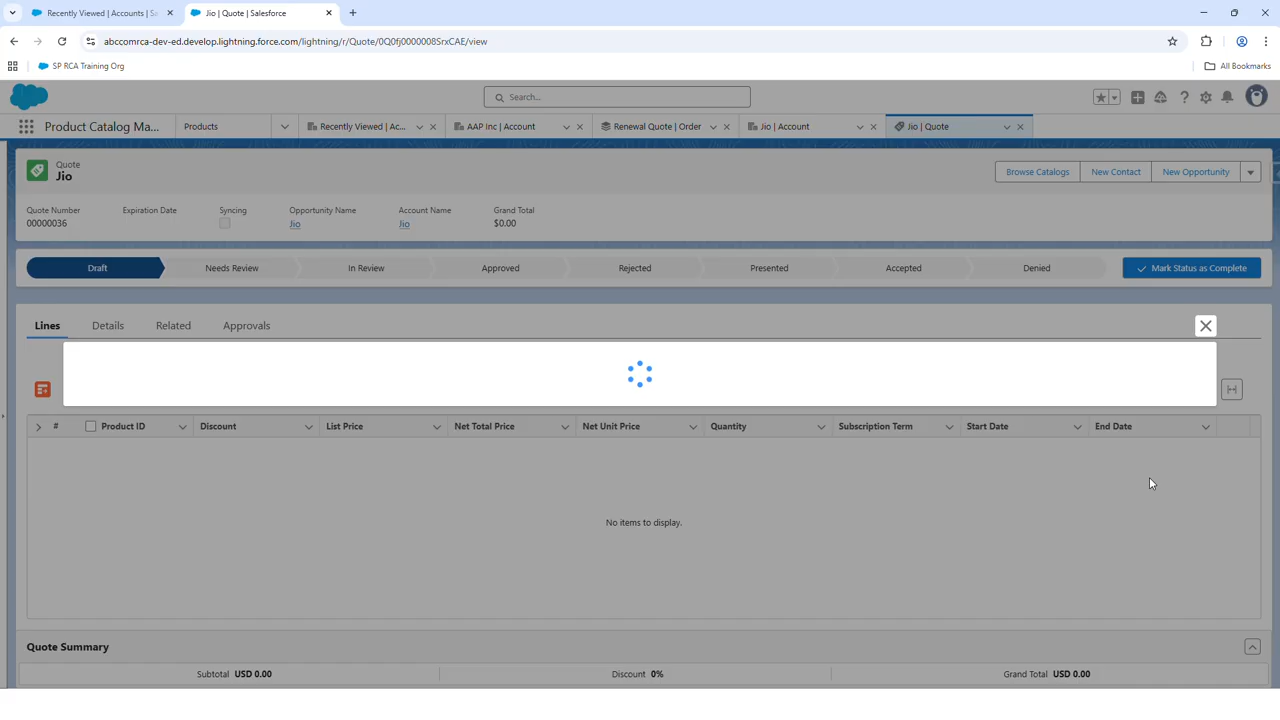 Recently Viewed | Accounts | Sa
Jio | Quote | Salesforce
abccomrca-dev-ed.develop.lightning.force.com/lightning/r/Quote/0Q0fj0000008SrxCAE/view
SP RCA Training Org
All Bookmarks
Search...
Product Catalog Ma...
Products
Recently Viewed | Ac...
AAP Inc | Account
Renewal Quote | Order
Jio | Account
Jio | Quote
Quote
Jio
Browse Catalogs
New Contact
New Opportunity
Quote Number
Expiration Date
Syncing
Opportunity Name
Account Name
Grand Total
00000036
Jio
Jio
$0.00
Draft
Needs Review
In Review
Approved
Rejected
Presented
Accepted
Denied
Mark Status as Complete
Lines
Details
Related
Approvals
#
Product ID
Discount
List Price
Net Total Price
Net Unit Price
Quantity
Subscription Term
Start Date
End Date
No items to display.
Quote Summary
Subtotal USD 0.00
Discount 0%
Grand Total USD 0.00